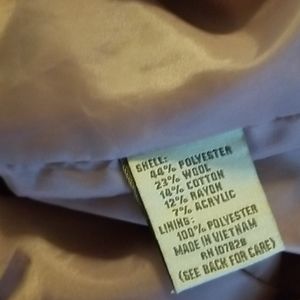 SHELL:
44% POLYESTER
23% WOOL
14% COTTON
12% RAYON
7% ACRYLIC
LINING:
100% POLYESTER
MADE IN VIETNAM
RN107828
(SEE BACK FOR CARE)